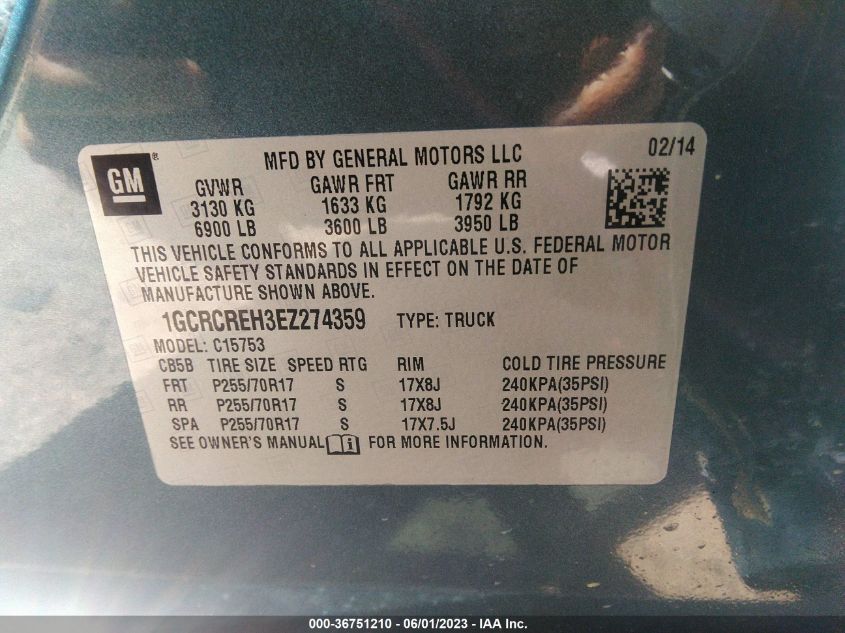 GM ®
MFD BY GENERAL MOTORS LLC 02/14
GVWR GAWR FRT GAWR RR
3130 KG 1633 KG 1792 KG
6900 LB 3600 LB 3950 LB
THIS VEHICLE CONFORMS TO ALL APPLICABLE U.S. FEDERAL MOTOR
VEHICLE SAFETY STANDARDS IN EFFECT ON THE DATE OF
MANUFACTURE SHOWN ABOVE.
1GCRCREH3EZ274359 TYPE: TRUCK
MODEL: C15753
CB5B TIRE SIZE SPEED RTG RIM COLD TIRE PRESSURE
FRT P255/70R17 S 17X8J 240KPA(35PSI)
RR P255/70R17 S 17X8J 240KPA(35PSI)
SPA P255/70R17 S 17X7.5J 240KPA(35PSI)
SEE OWNER'S MANUAL i FOR MORE INFORMATION.
000-36751210 - 06/01/2023 - IAA Inc.